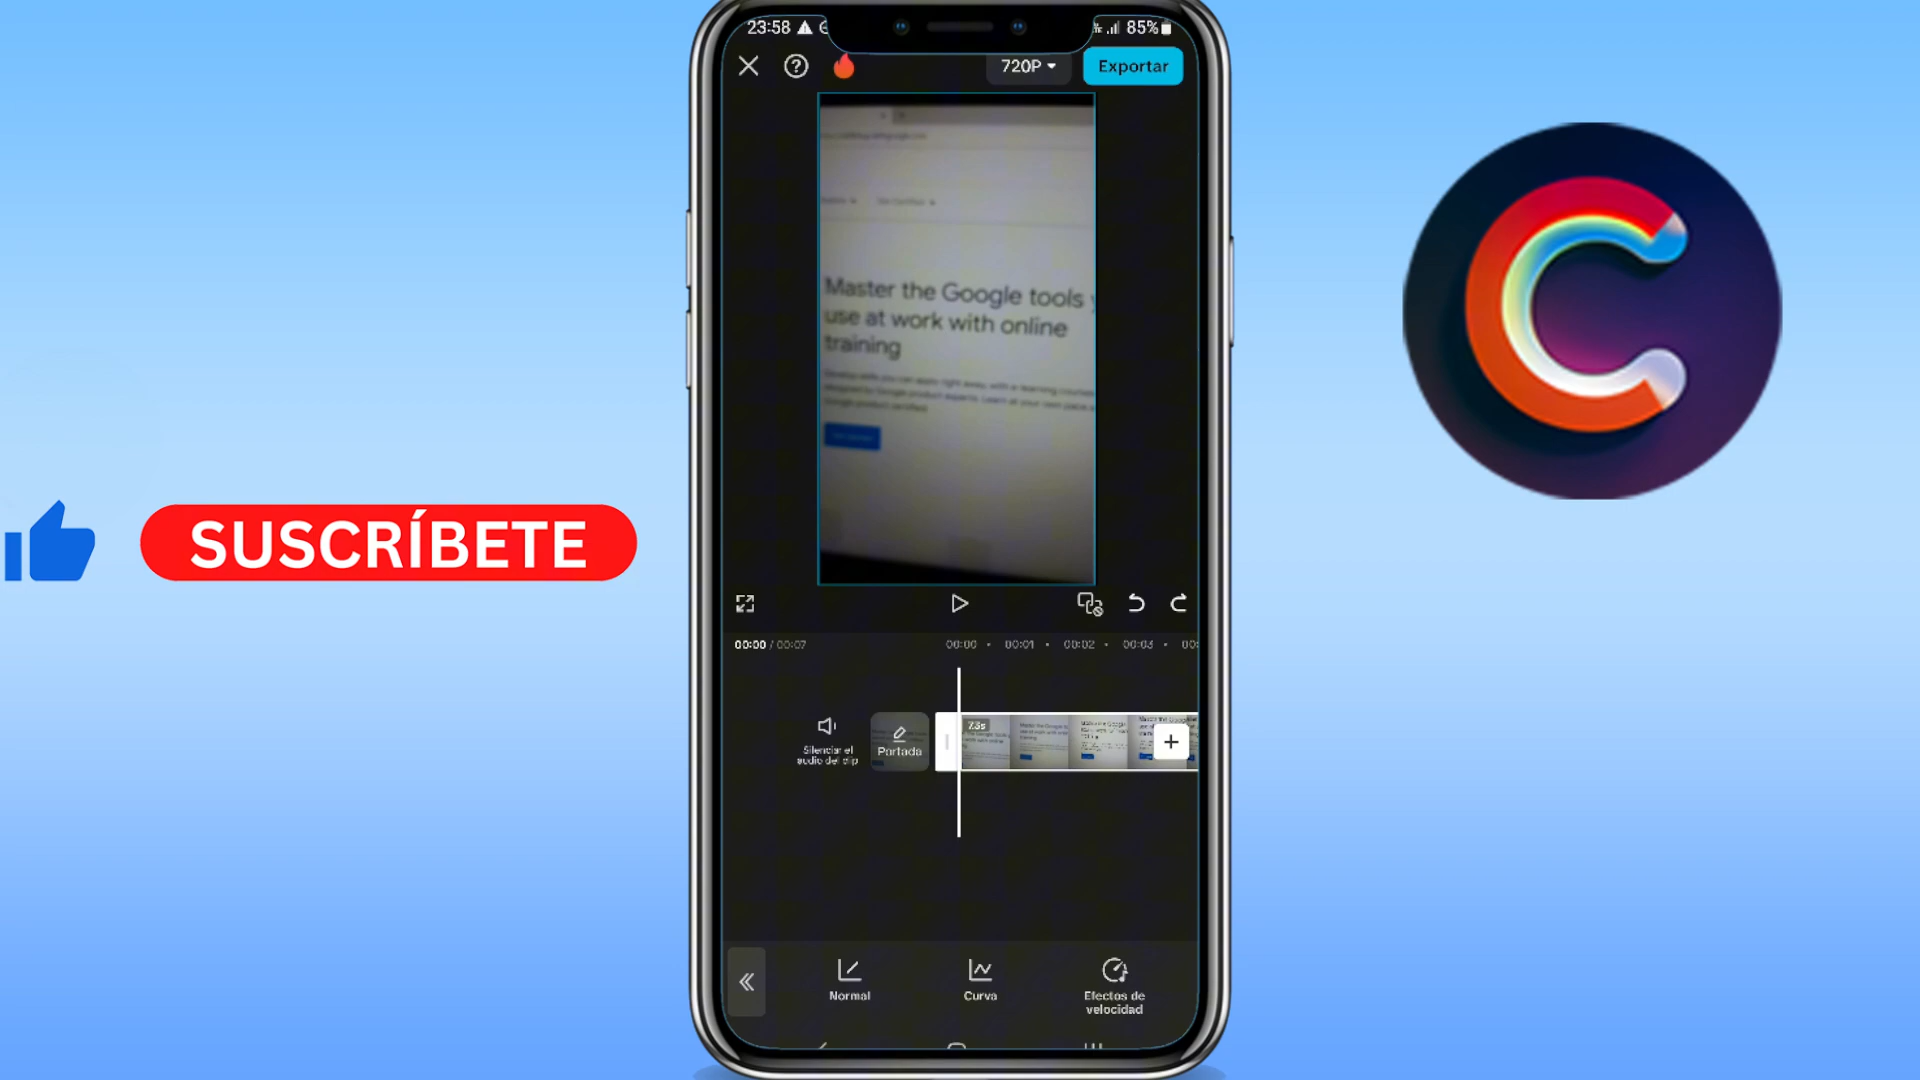 23:58
85%
720P
Exportar
Master the Google tools
use at work with online
training
SUSCRÍBETE
00:00 / 00:07
00:00
00:01
00:02
00:03
7.3s
Silenciar el
audio del clip
Portada
Normal
Curva
Efectos de
velocidad